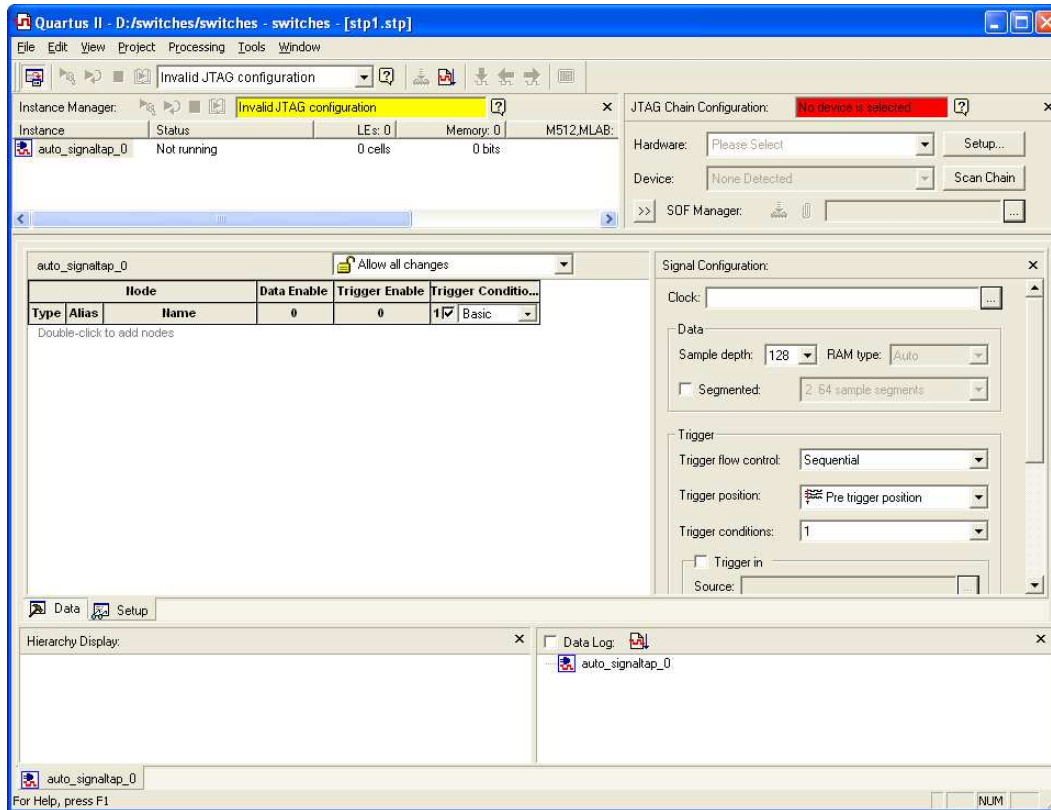 Quartus II - D:/switches/switches - switches - [stp1.stp]
File Edit View Project Processing Tools Window
Invalid JTAG configuration
Instance Manager: Invalid JTAG configuration
Instance Status LEs: 0 Memory: 0 M512,MLAB:
auto_signaltap_0 Not running 0 cells 0 bits
JTAG Chain Configuration: No device is selected
Hardware: Please Select Setup...
Device: None Detected Scan Chain
>> SOF Manager: ...
auto_signaltap_0 Allow all changes
Node Data Enable Trigger Enable Trigger Conditio...
Type Alias Name 0 0 1 Basic
Double-click to add nodes
Signal Configuration:
Clock: ...
Data
Sample depth: 128 RAM type: Auto
Segmented: 2 64 sample segments
Trigger
Trigger flow control: Sequential
Trigger position: Pre trigger position
Trigger conditions: 1
Trigger in
Source: ...
Data Setup
Hierarchy Display:
Data Log:
auto_signaltap_0
auto_signaltap_0
For Help, press F1 NUM